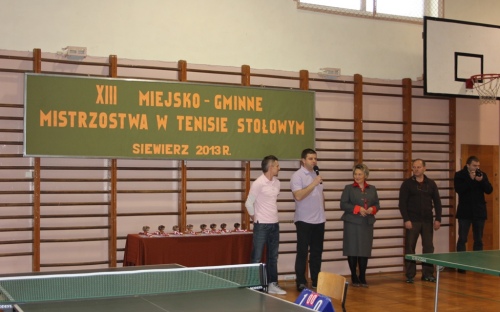 XIII MIEJSKO - GMINNE
MISTRZOSTWA W TENISIE STOŁOWYM
SIEWIERZ 2013 R.